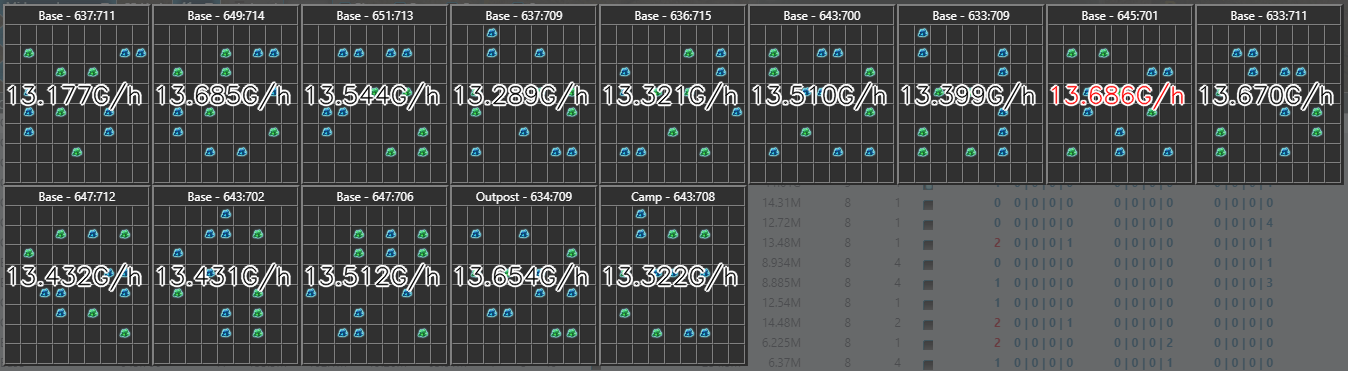 Base - 637:711
13.177G/h
Base - 649:714
13.685G/h
Base - 651:713
13.544G/h
Base - 637:709
13.289G/h
Base - 636:715
13.321G/h
Base - 643:700
13.510G/h
Base - 633:709
13.399G/h
Base - 645:701
13.686G/h
Base - 633:711
13.670G/h
Base - 647:712
13.432G/h
Base - 643:702
13.431G/h
Base - 647:706
13.512G/h
Outpost - 634:709
13.654G/h
Camp - 643:708
13.322G/h
14.31M 8 1 0 0|0|0|0 0|0|0|0 0|0|0|0
12.72M 8 1 0 0|0|0|0 0|0|0|0 0|0|0|4
13.48M 8 1 2 0|0|0|1 0|0|0|0 0|0|0|1
8.934M 8 4 0 0|0|0|0 0|0|0|0 0|0|0|1
8.885M 8 4 1 0|0|0|0 0|0|0|0 0|0|0|3
12.54M 8 1 1 0|0|0|0 0|0|0|0 0|0|0|0
14.48M 8 2 2 0|0|0|1 0|0|0|0 0|0|0|0
6.225M 8 1 2 0|0|0|0 0|0|0|2 0|0|0|0
6.37M 8 4 1 0|0|0|0 0|0|0|1 0|0|0|0